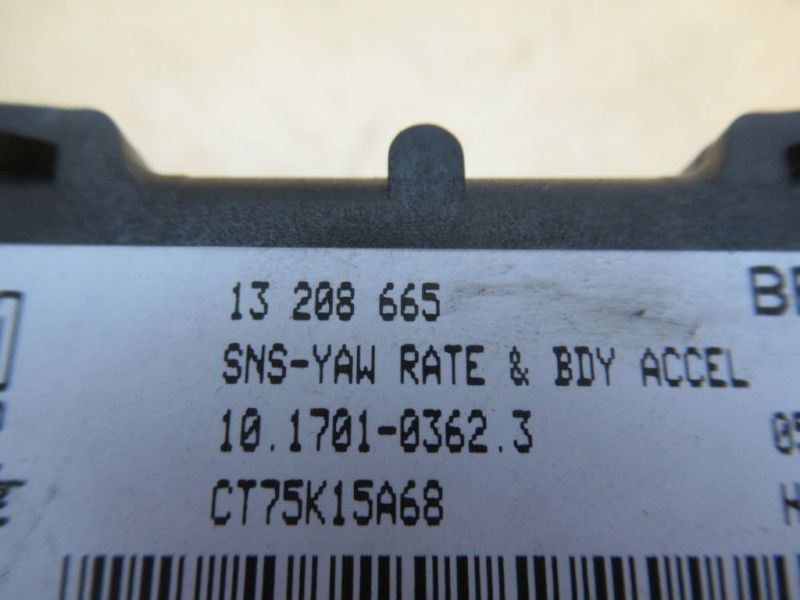 13 208 665
SNS-YAW RATE & BDY ACCEL
10.1701-0362.3
CT75K15A68